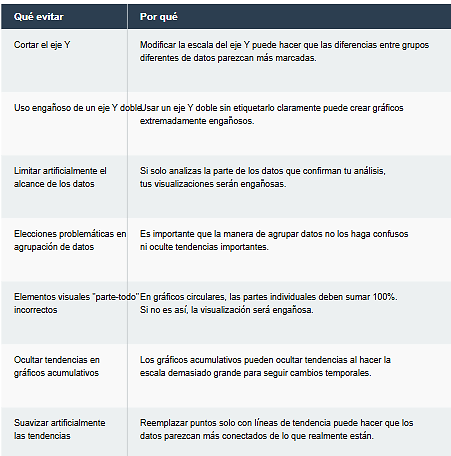 Qué evitar
Por qué
Cortar el eje Y
Modificar la escala del eje Y puede hacer que las diferencias entre grupos
diferentes de datos parezcan más marcadas.
Uso engañoso de un eje Y doble
Usar un eje Y doble sin etiquetarlo claramente puede crear gráficos
extremadamente engañosos.
Limitar artificialmente el
alcance de los datos
Si solo analizas la parte de los datos que confirman tu análisis,
tus visualizaciones serán engañosas.
Elecciones problemáticas en
agrupación de datos
Es importante que la manera de agrupar datos no los haga confusos
ni oculte tendencias importantes.
Elementos visuales "parte-todo"
incorrectos
En gráficos circulares, las partes individuales deben sumar 100%.
Si no es así, la visualización será engañosa.
Ocultar tendencias en
gráficos acumulativos
Los gráficos acumulativos pueden ocultar tendencias al hacer la
escala demasiado grande para seguir cambios temporales.
Suavizar artificialmente
las tendencias
Reemplazar puntos solo con líneas de tendencia puede hacer que los
datos parezcan más conectados de lo que realmente están.